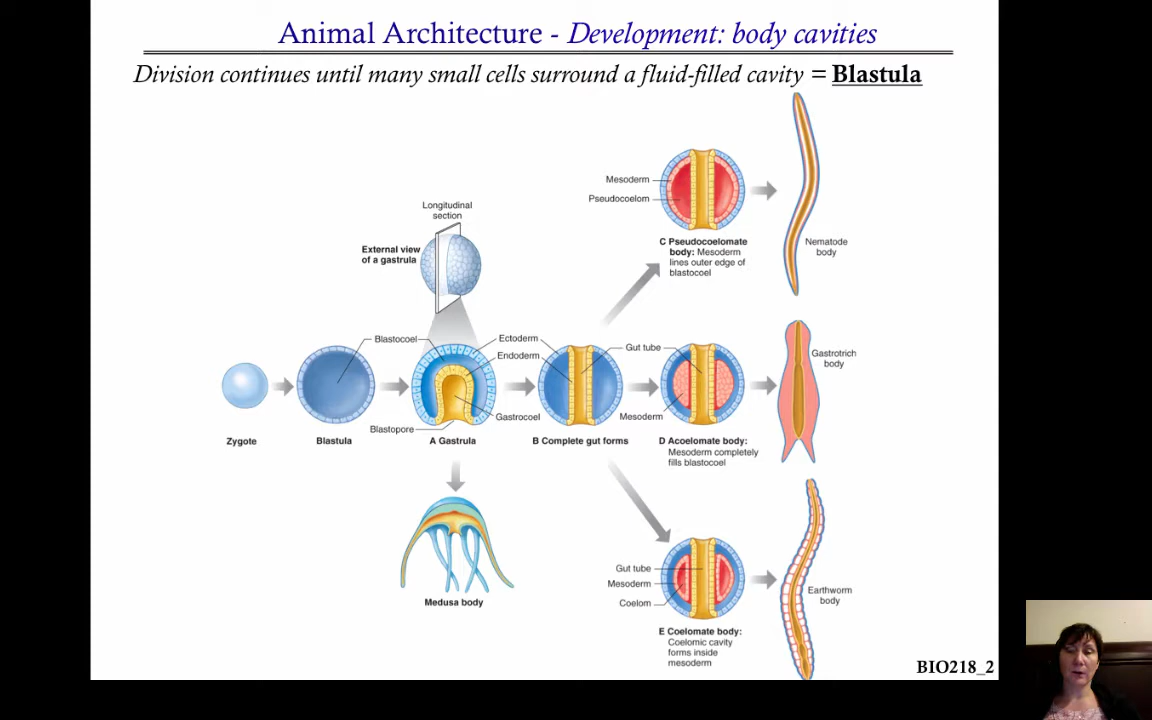 Animal Architecture - Development: body cavities
Division continues until many small cells surround a fluid-filled cavity = Blastula
Mesoderm
Pseudocoelom
Longitudinal
section
External view
of a gastrula
C Pseudocoelomate
body: Mesoderm
lines outer edge of
blastocoel
Nematode
body
Blastocoel
Ectoderm
Endoderm
Gut tube
Gastrotrich
body
Gastrocoel
Mesoderm
Blastopore
Zygote
Blastula
A Gastrula
B Complete gut forms
D Acoelomate body:
Mesoderm completely
fills blastocoel
Gut tube
Mesoderm
Coelom
Earthworm
body
Medusa body
E Coelomate body:
Coelomic cavity
forms inside
mesoderm
BIO218_2